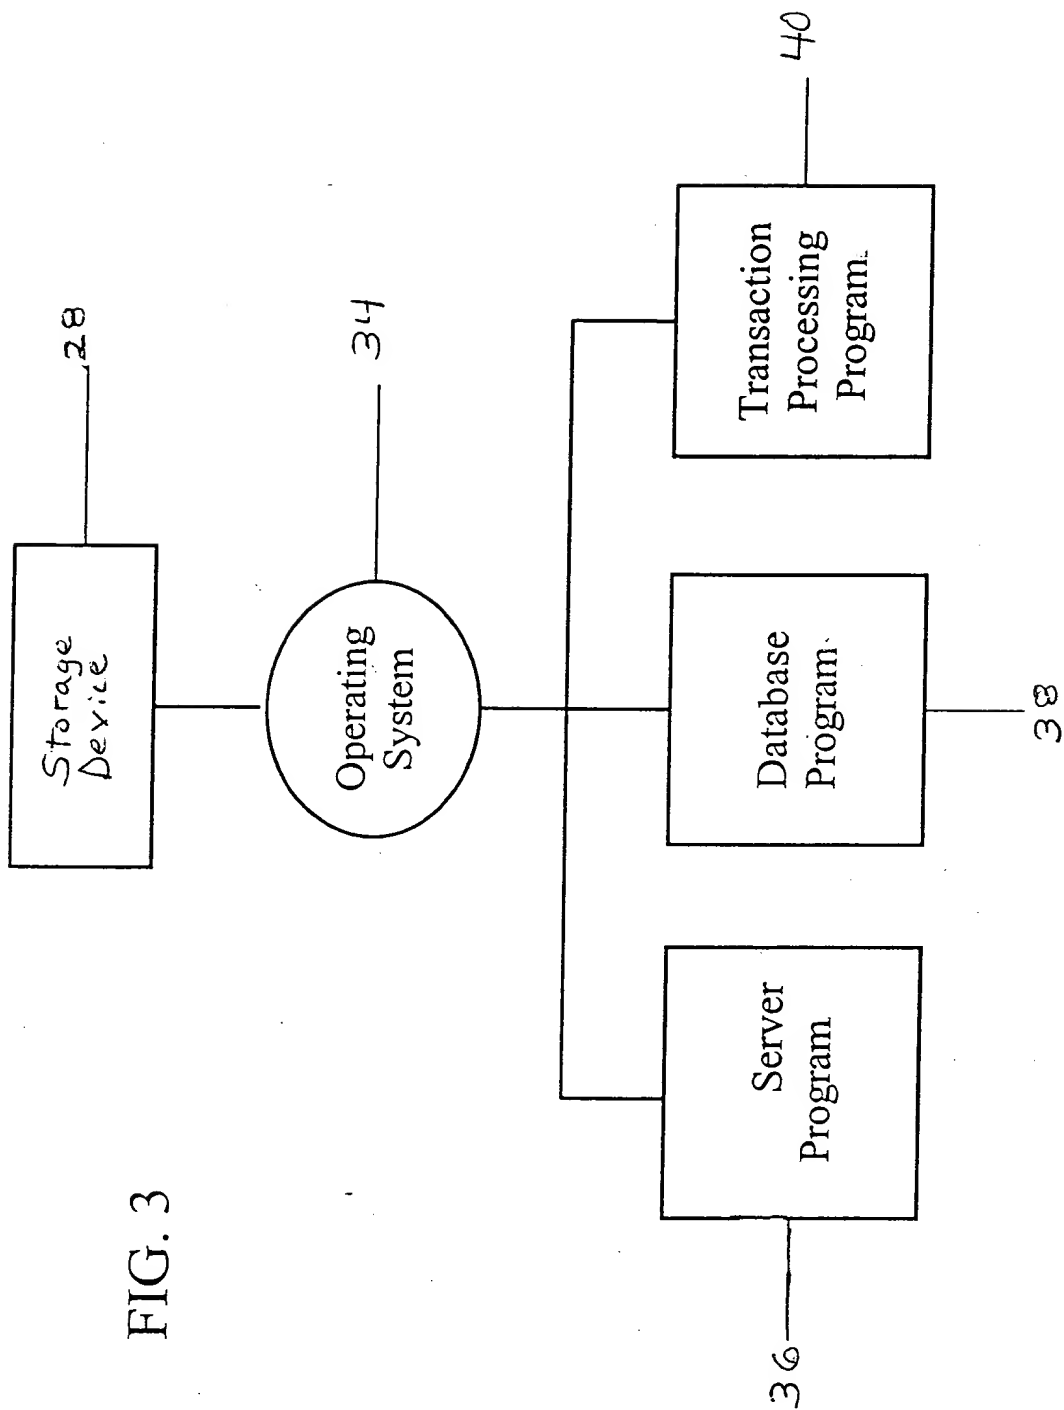 FIG. 3
Storage
Device
28
Operating
System
34
Server
Program
36
Database
Program
38
Transaction
Processing
Program
40